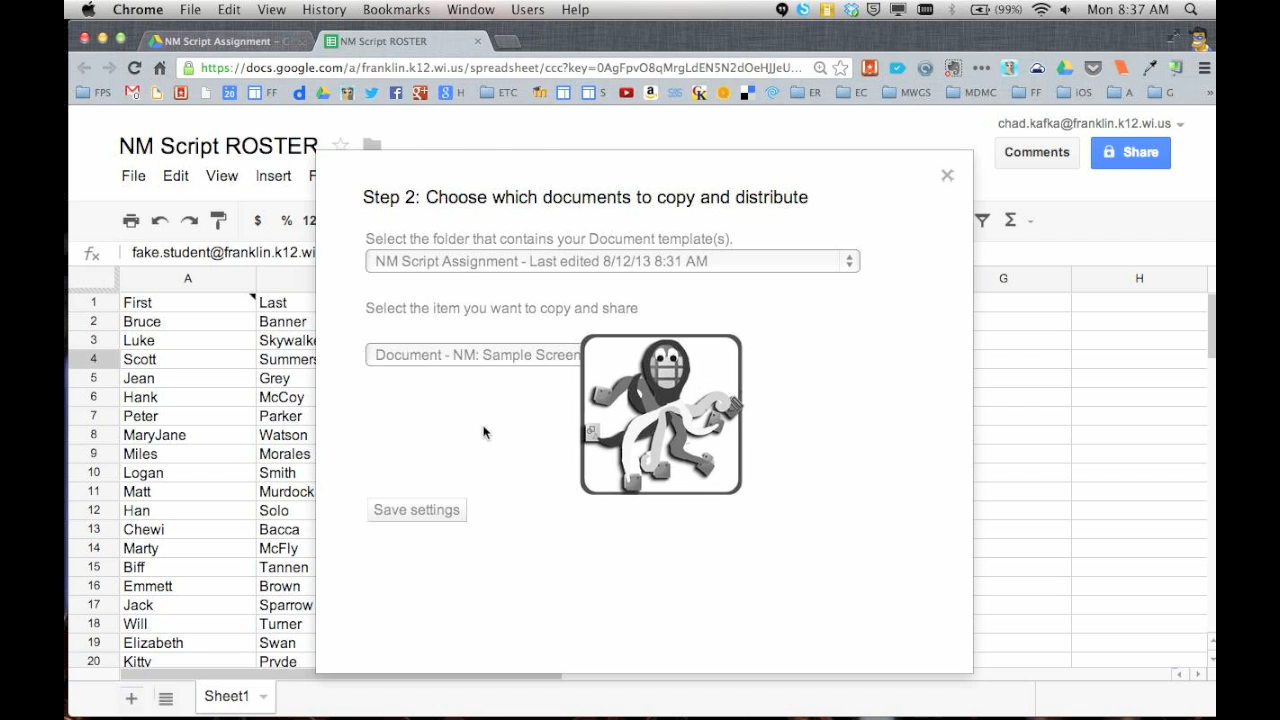 Chrome File Edit View History Bookmarks Window Users Help (99%) Mon 8:37 AM
NM Script Assignment - NM Script ROSTER
https://docs.google.com/a/franklin.k12.wi.us/spreadsheet/ccc?key=0AgFpvO8qMrgLdEN5N2dOeHJJeU...
FPS 20 FF H ETC S ER EC MWGS MDMC FF iOS A G »
chad.kafka@franklin.k12.wi.us
NM Script ROSTER
Comments Share
File Edit View Insert F
$ % 12 Σ
fx fake.student@franklin.k12.wi
Step 2: Choose which documents to copy and distribute
Select the folder that contains your Document template(s).
NM Script Assignment - Last edited 8/12/13 8:31 AM
Select the item you want to copy and share
Document - NM: Sample Screen
Save settings
A G H
1 First Last
2 Bruce Banner
3 Luke Skywalke
4 Scott Summers
5 Jean Grey
6 Hank McCoy
7 Peter Parker
8 MaryJane Watson
9 Miles Morales
10 Logan Smith
11 Matt Murdock
12 Han Solo
13 Chewi Bacca
14 Marty McFly
15 Biff Tannen
16 Emmett Brown
17 Jack Sparrow
18 Will Turner
19 Elizabeth Swan
20 Kitty Pryde
Sheet1